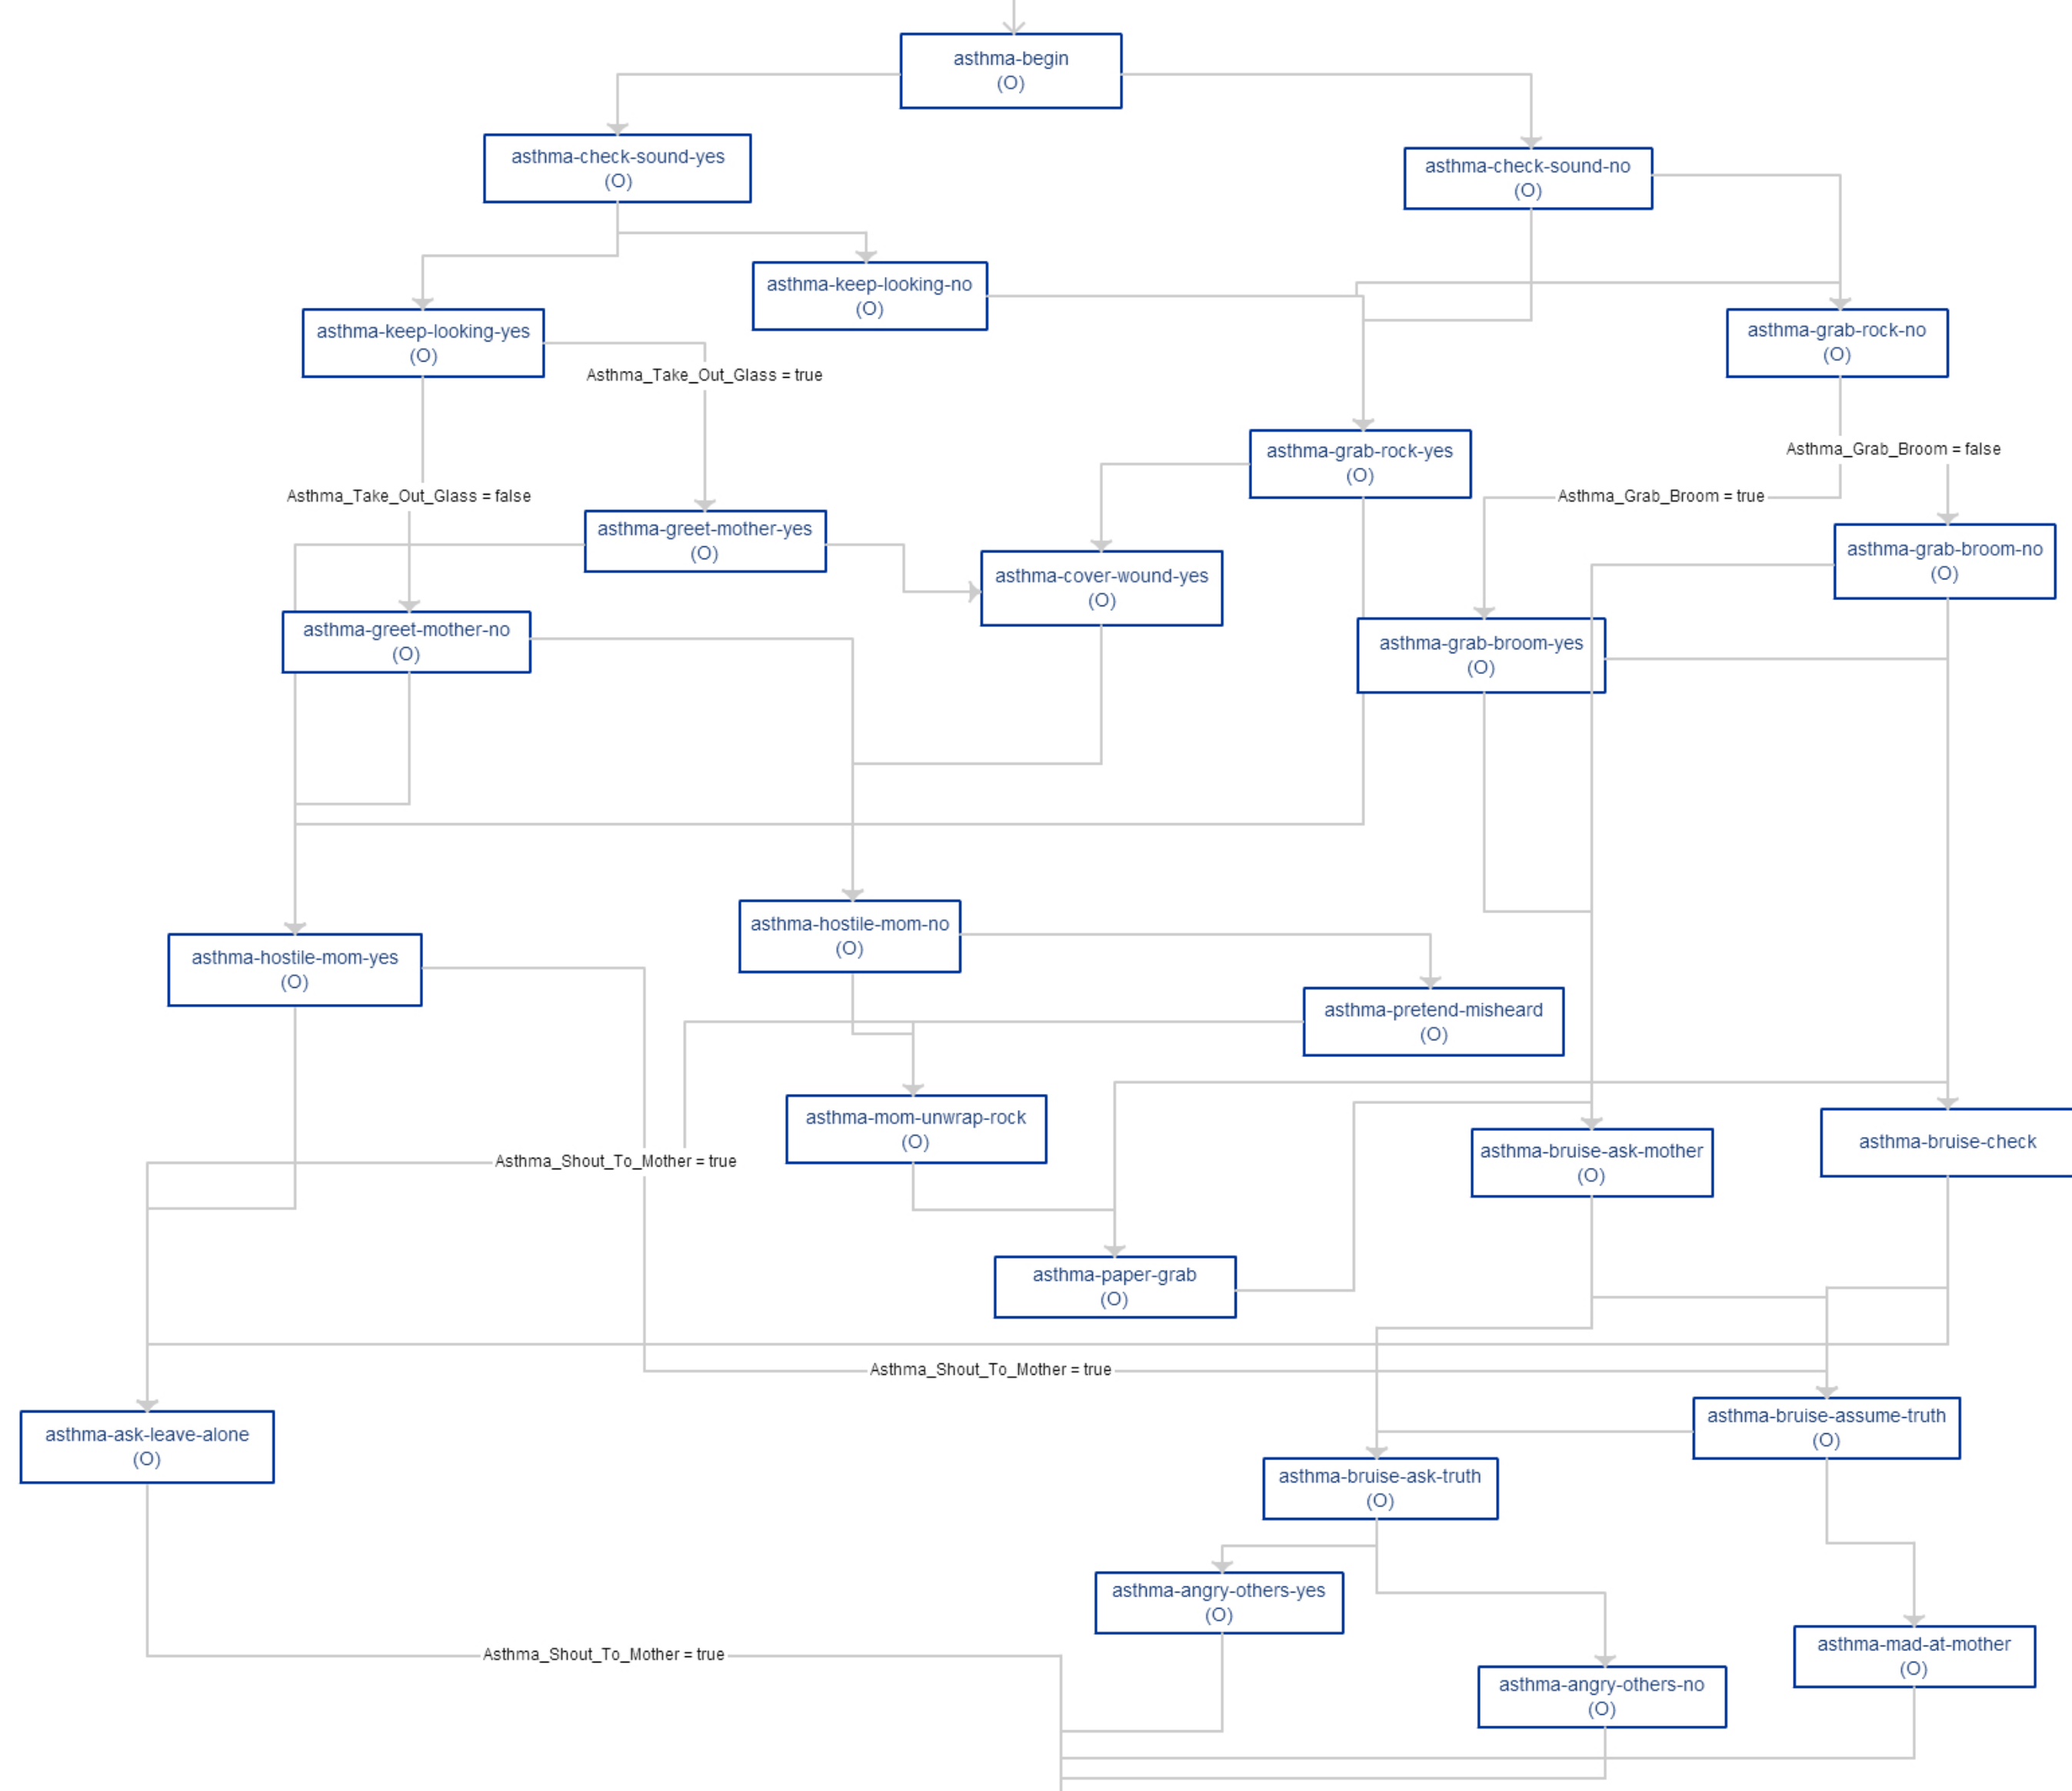 asthma-begin
(O)
asthma-check-sound-yes
(O)
asthma-check-sound-no
(O)
asthma-keep-looking-no
(O)
asthma-keep-looking-yes
(O)
asthma-grab-rock-no
(O)
Asthma_Take_Out_Glass = true
asthma-grab-rock-yes
(O)
Asthma_Grab_Broom = false
Asthma_Take_Out_Glass = false
Asthma_Grab_Broom = true
asthma-greet-mother-yes
(O)
asthma-grab-broom-no
(O)
asthma-cover-wound-yes
(O)
asthma-greet-mother-no
(O)
asthma-grab-broom-yes
(O)
asthma-hostile-mom-no
(O)
asthma-hostile-mom-yes
(O)
asthma-pretend-misheard
(O)
asthma-mom-unwrap-rock
(O)
asthma-bruise-check
asthma-bruise-ask-mother
(O)
Asthma_Shout_To_Mother = true
asthma-paper-grab
(O)
Asthma_Shout_To_Mother = true
asthma-bruise-assume-truth
(O)
asthma-ask-leave-alone
(O)
asthma-bruise-ask-truth
(O)
asthma-angry-others-yes
(O)
asthma-mad-at-mother
(O)
Asthma_Shout_To_Mother = true
asthma-angry-others-no
(O)